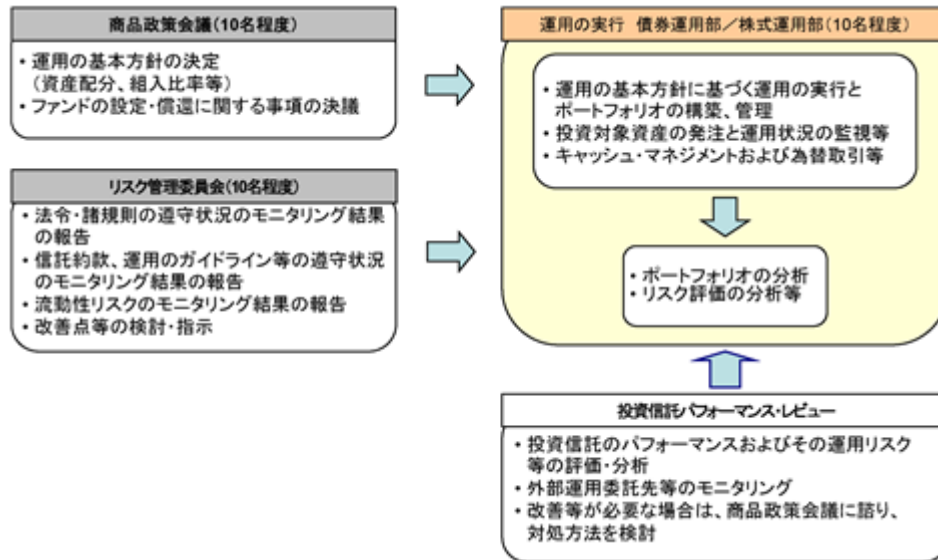 商品政策会議(10名程度)
・運用の基本方針の決定
(資産配分、組入比率等)
・ファンドの設定・償還に関する事項の決議
リスク管理委員会(10名程度)
・法令・諸規則の遵守状況のモニタリング結果
の報告
・信託約款、運用のガイドライン等の遵守状況
のモニタリング結果の報告
・流動性リスクのモニタリング結果の報告
・改善点等の検討・指示
運用の実行 債券運用部/株式運用部(10名程度)
・運用の基本方針に基づく運用の実行と
ポートフォリオの構築、管理
・投資対象資産の発注と運用状況の監視等
・キャッシュ・マネジメントおよび為替取引等
・ポートフォリオの分析
・リスク評価の分析等
投資信託パフォーマンス・レビュー
・投資信託のパフォーマンスおよびその運用リスク
等の評価・分析
・外部運用委託先等のモニタリング
・改善等が必要な場合は、商品政策会議に諮り、
対処方法を検討